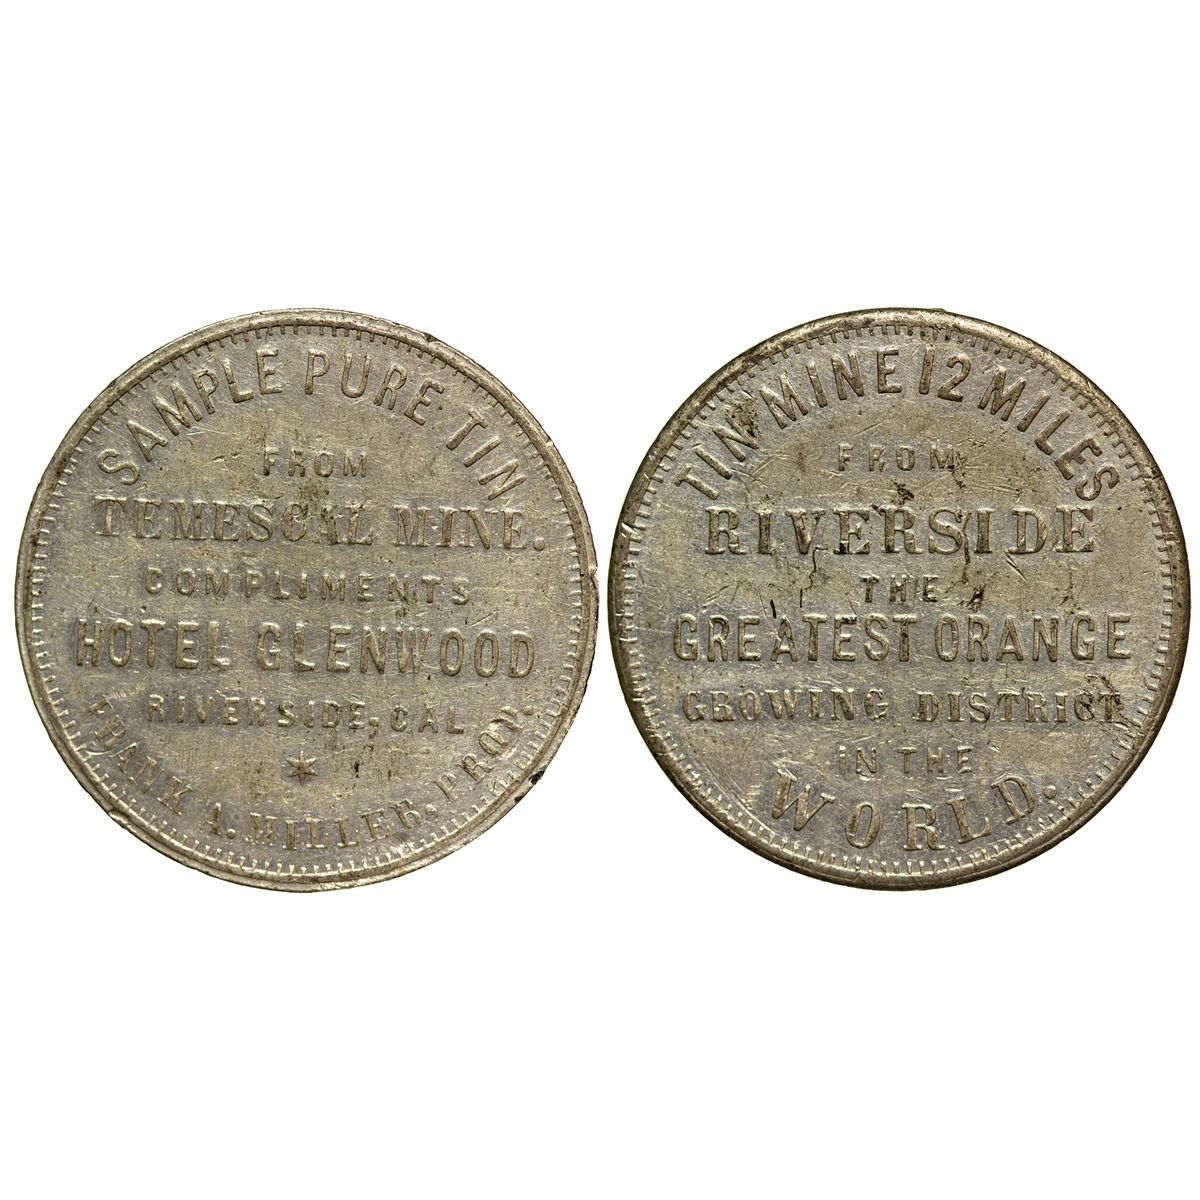 SAMPLE PURE TIN.
FROM
TEMESCAL MINE.
COMPLIMENTS
HOTEL GLENWOOD
RIVERSIDE, CAL
FRANK A. MILLER, PROP.
TIN MINE 12 MILES
FROM
RIVERSIDE
THE
GREATEST ORANGE
GROWING DISTRICT
IN THE
WORLD.